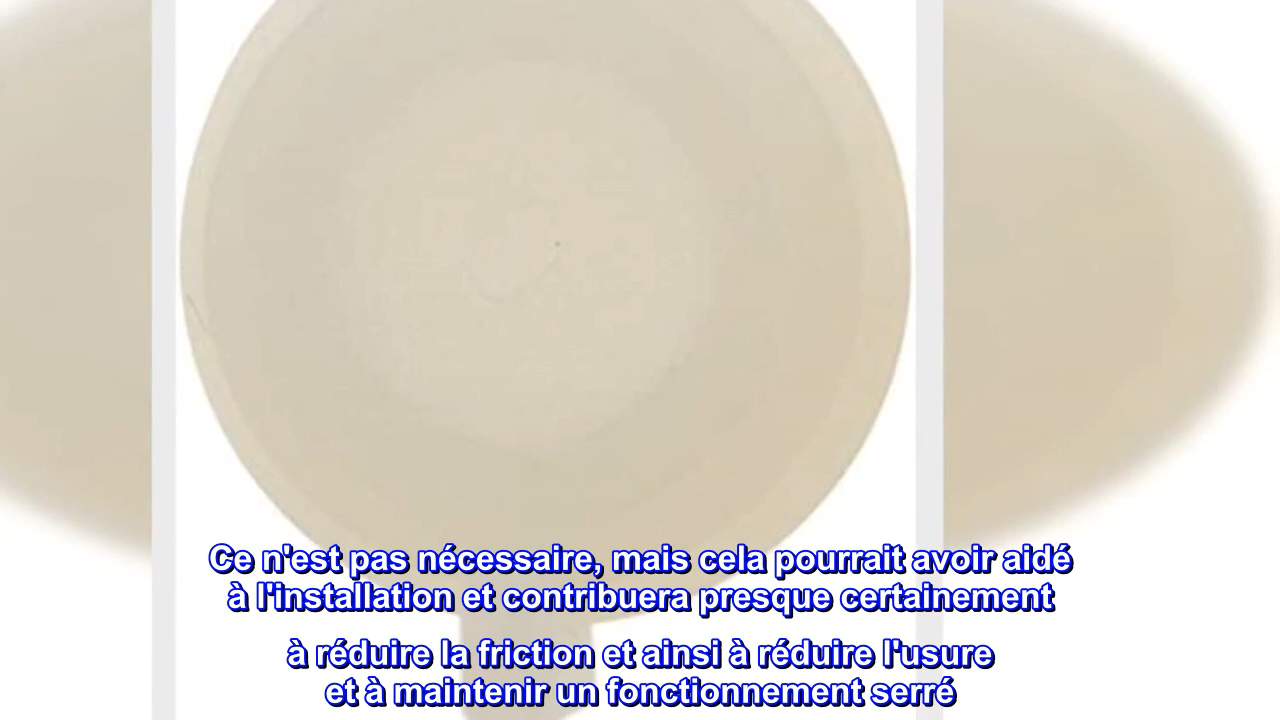 Ce n'est pas nécessaire, mais cela pourrait avoir aidé
à l'installation et contribuera presque certainement
à réduire la friction et ainsi à réduire l'usure
et à maintenir un fonctionnement serré